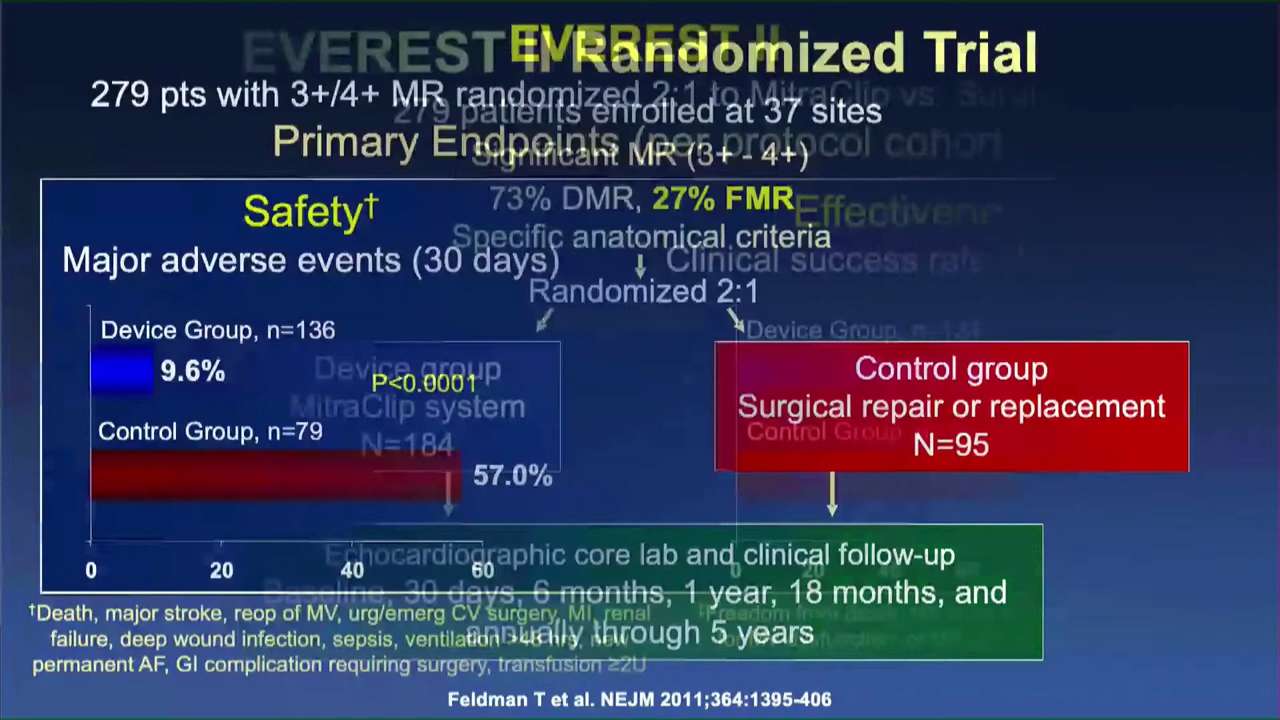 EVEREST II Randomized Trial
EVEREST II
279 pts with 3+/4+ MR randomized 2:1 to MitraClip vs.
279 patients enrolled at 37 sites
Primary Endpoints (per protocol cohort
Significant MR (3+ - 4+)
73% DMR, 27% FMR
Safety†
Effectivene
Specific anatomical criteria
Major adverse events (30 days)
Clinical success rate
Randomized 2:1
Device Group, n=136
9.6%
Device Group,
Device group
MitraClip system
N=184
P<0.0001
Control group
Surgical repair or replacement
N=95
Control Group, n=79
57.0%
Control Group
0 20 40 60
0 20
Echocardiographic core lab and clinical follow-up
Baseline, 30 days, 6 months, 1 year, 18 months, and
annually through 5 years
†Death, major stroke, reop of MV, urg/emerg CV surgery, MI, renal
failure, deep wound infection, sepsis, ventilation >48 hrs, new
permanent AF, GI complication requiring surgery, transfusion ≥2U
Feldman T et al. NEJM 2011;364:1395-406